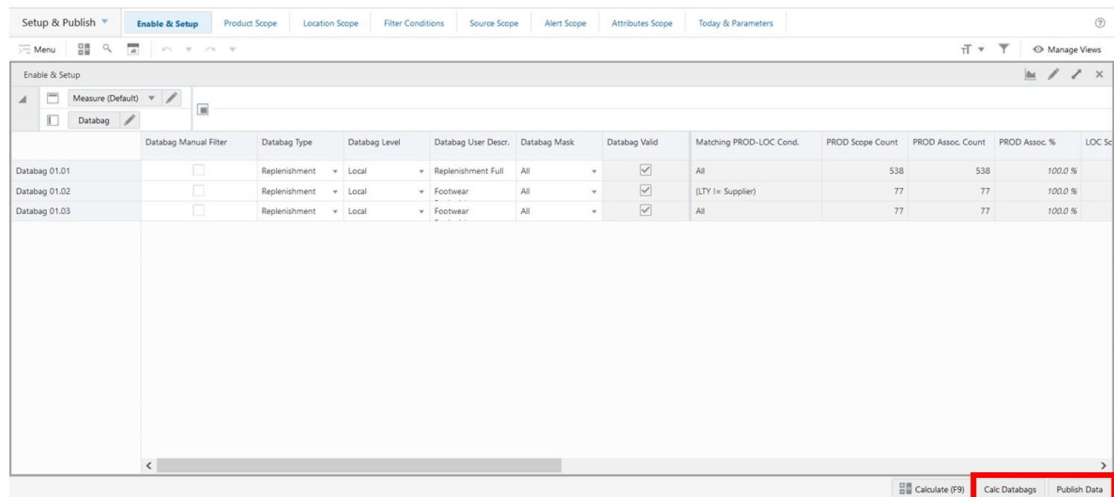 Setup & Publish Enable & Setup Product Scope Location Scope Filter Conditions Source Scope Alert Scope Attributes Scope Today & Parameters
Menu Manage Views
Enable & Setup
Measure (Default)
Databag
Databag Manual Filter Databag Type Databag Level Databag User Descr. Databag Mask Databag Valid Matching PROD-LOC Cond. PROD Scope Count PROD Assoc. Count PROD Assoc. % LOC Sc
Databag 01.01 Replenishment Local Replenishment Full All All 538 538 100.0 %
Databag 01.02 Replenishment Local Footwear All (LTY != Supplier) 77 77 100.0 %
Databag 01.03 Replenishment Local Footwear All All 77 77 100.0 %
Calculate (F9) Calc Databags Publish Data